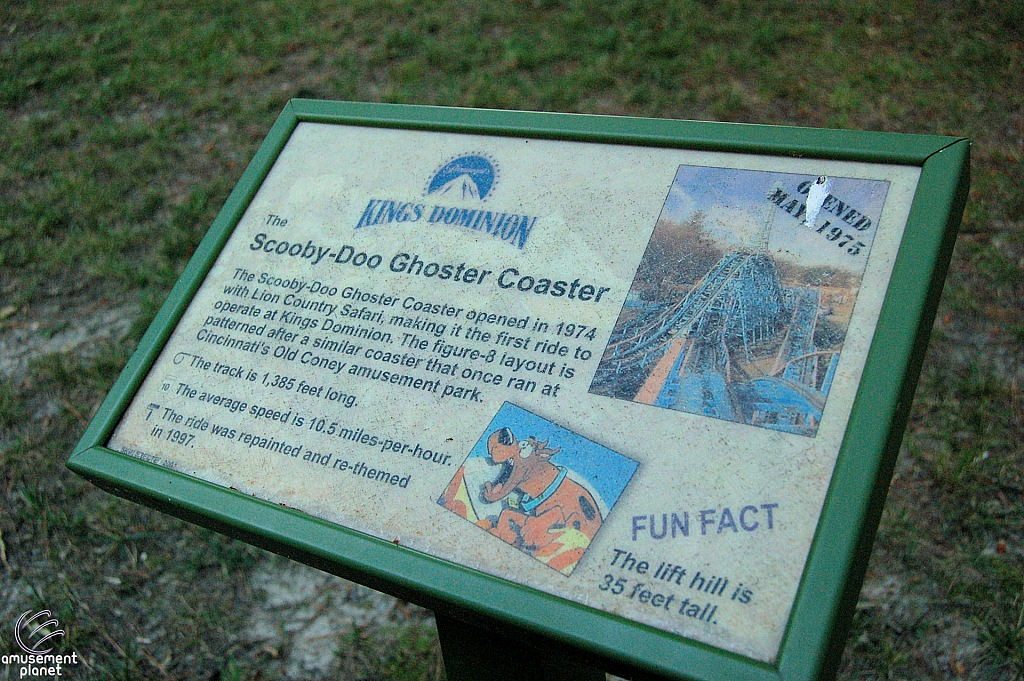 KINGS DOMINION
OPENED
MAY 1975
The
Scooby-Doo Ghoster Coaster
The Scooby-Doo Ghoster Coaster opened in 1974
with Lion Country Safari, making it the first ride to
operate at Kings Dominion. The figure-8 layout is
patterned after a similar coaster that once ran at
Cincinnati's Old Coney amusement park.
The track is 1,385 feet long.
The average speed is 10.5 miles-per-hour.
The ride was repainted and re-themed
in 1997.
FUN FACT
The lift hill is
35 feet tall.
amusement
planet